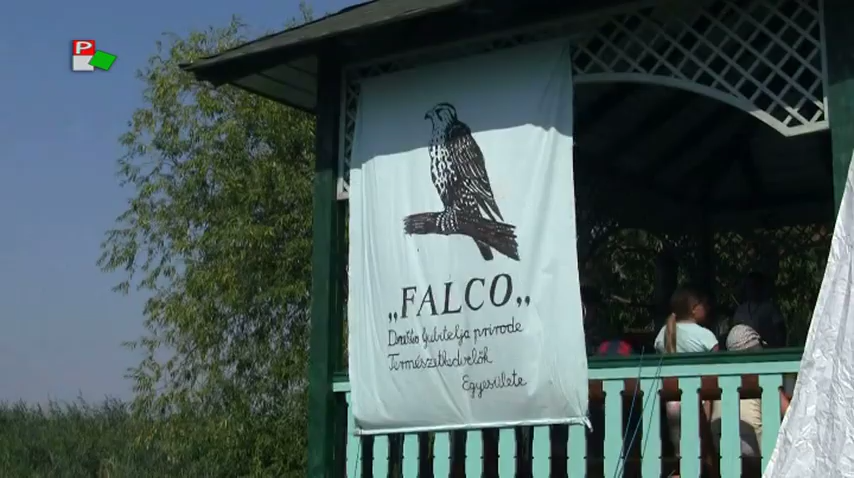 P
„FALCO„
Društvo ljubitelja prirode
Természetkedvelők
Egyesülete